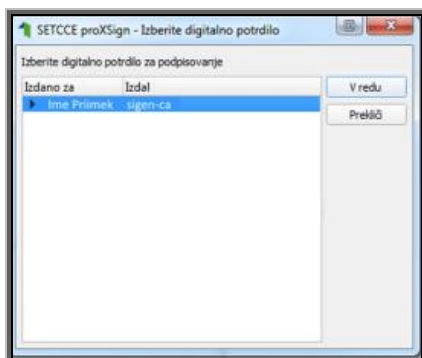 SETCCE proXSign - Izberite digitalno potrdilo
Izberite digitalno potrdilo za podpisovanje
Izdano za Izdal
Ime Priimek sigen-ca
V redu
Prekliči